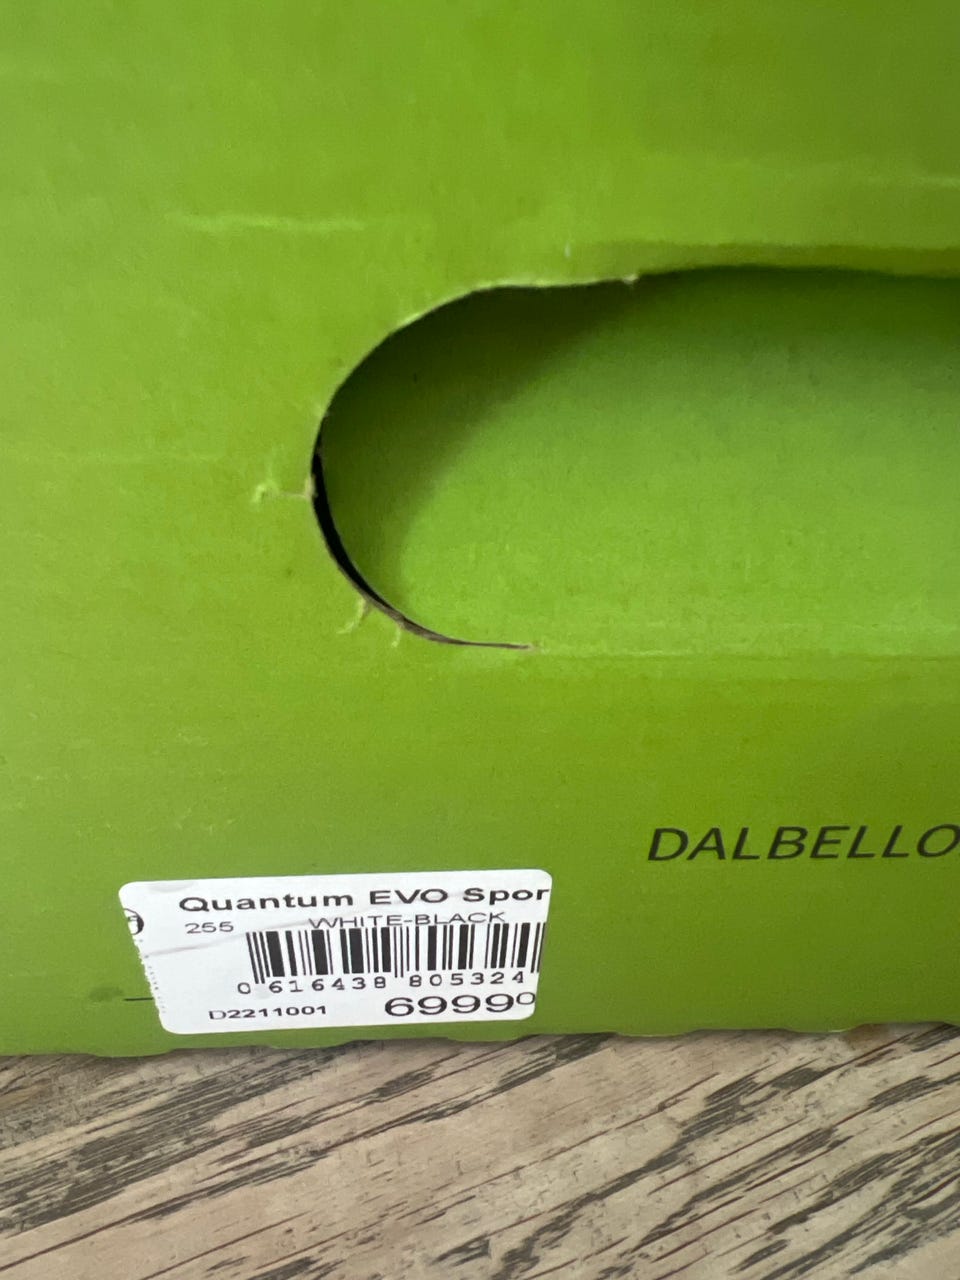 DALBELLO
Quantum EVO Spor
255 WHITE-BLACK
0 616438 805324
D2211001 69990